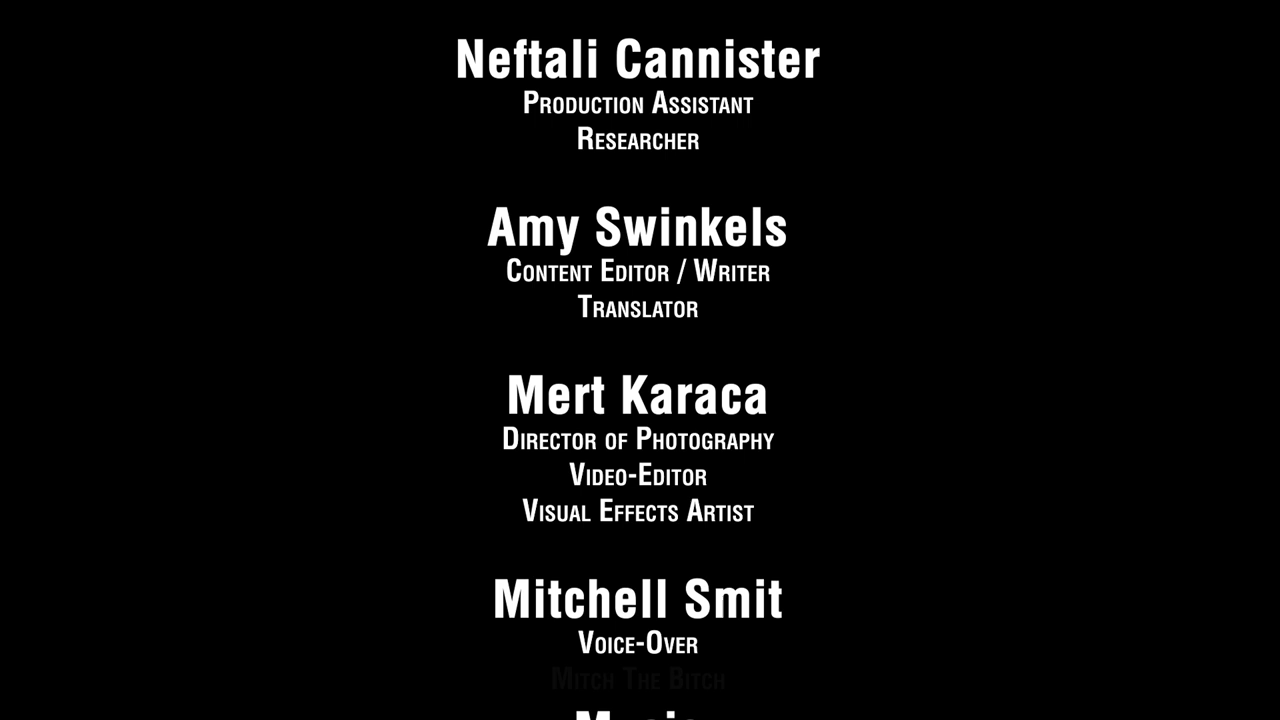 Neftali Cannister
Production Assistant
Researcher
Amy Swinkels
Content Editor / Writer
Translator
Mert Karaca
Director of Photography
Video-Editor
Visual Effects Artist
Mitchell Smit
Voice-Over
Mitch The Bitch